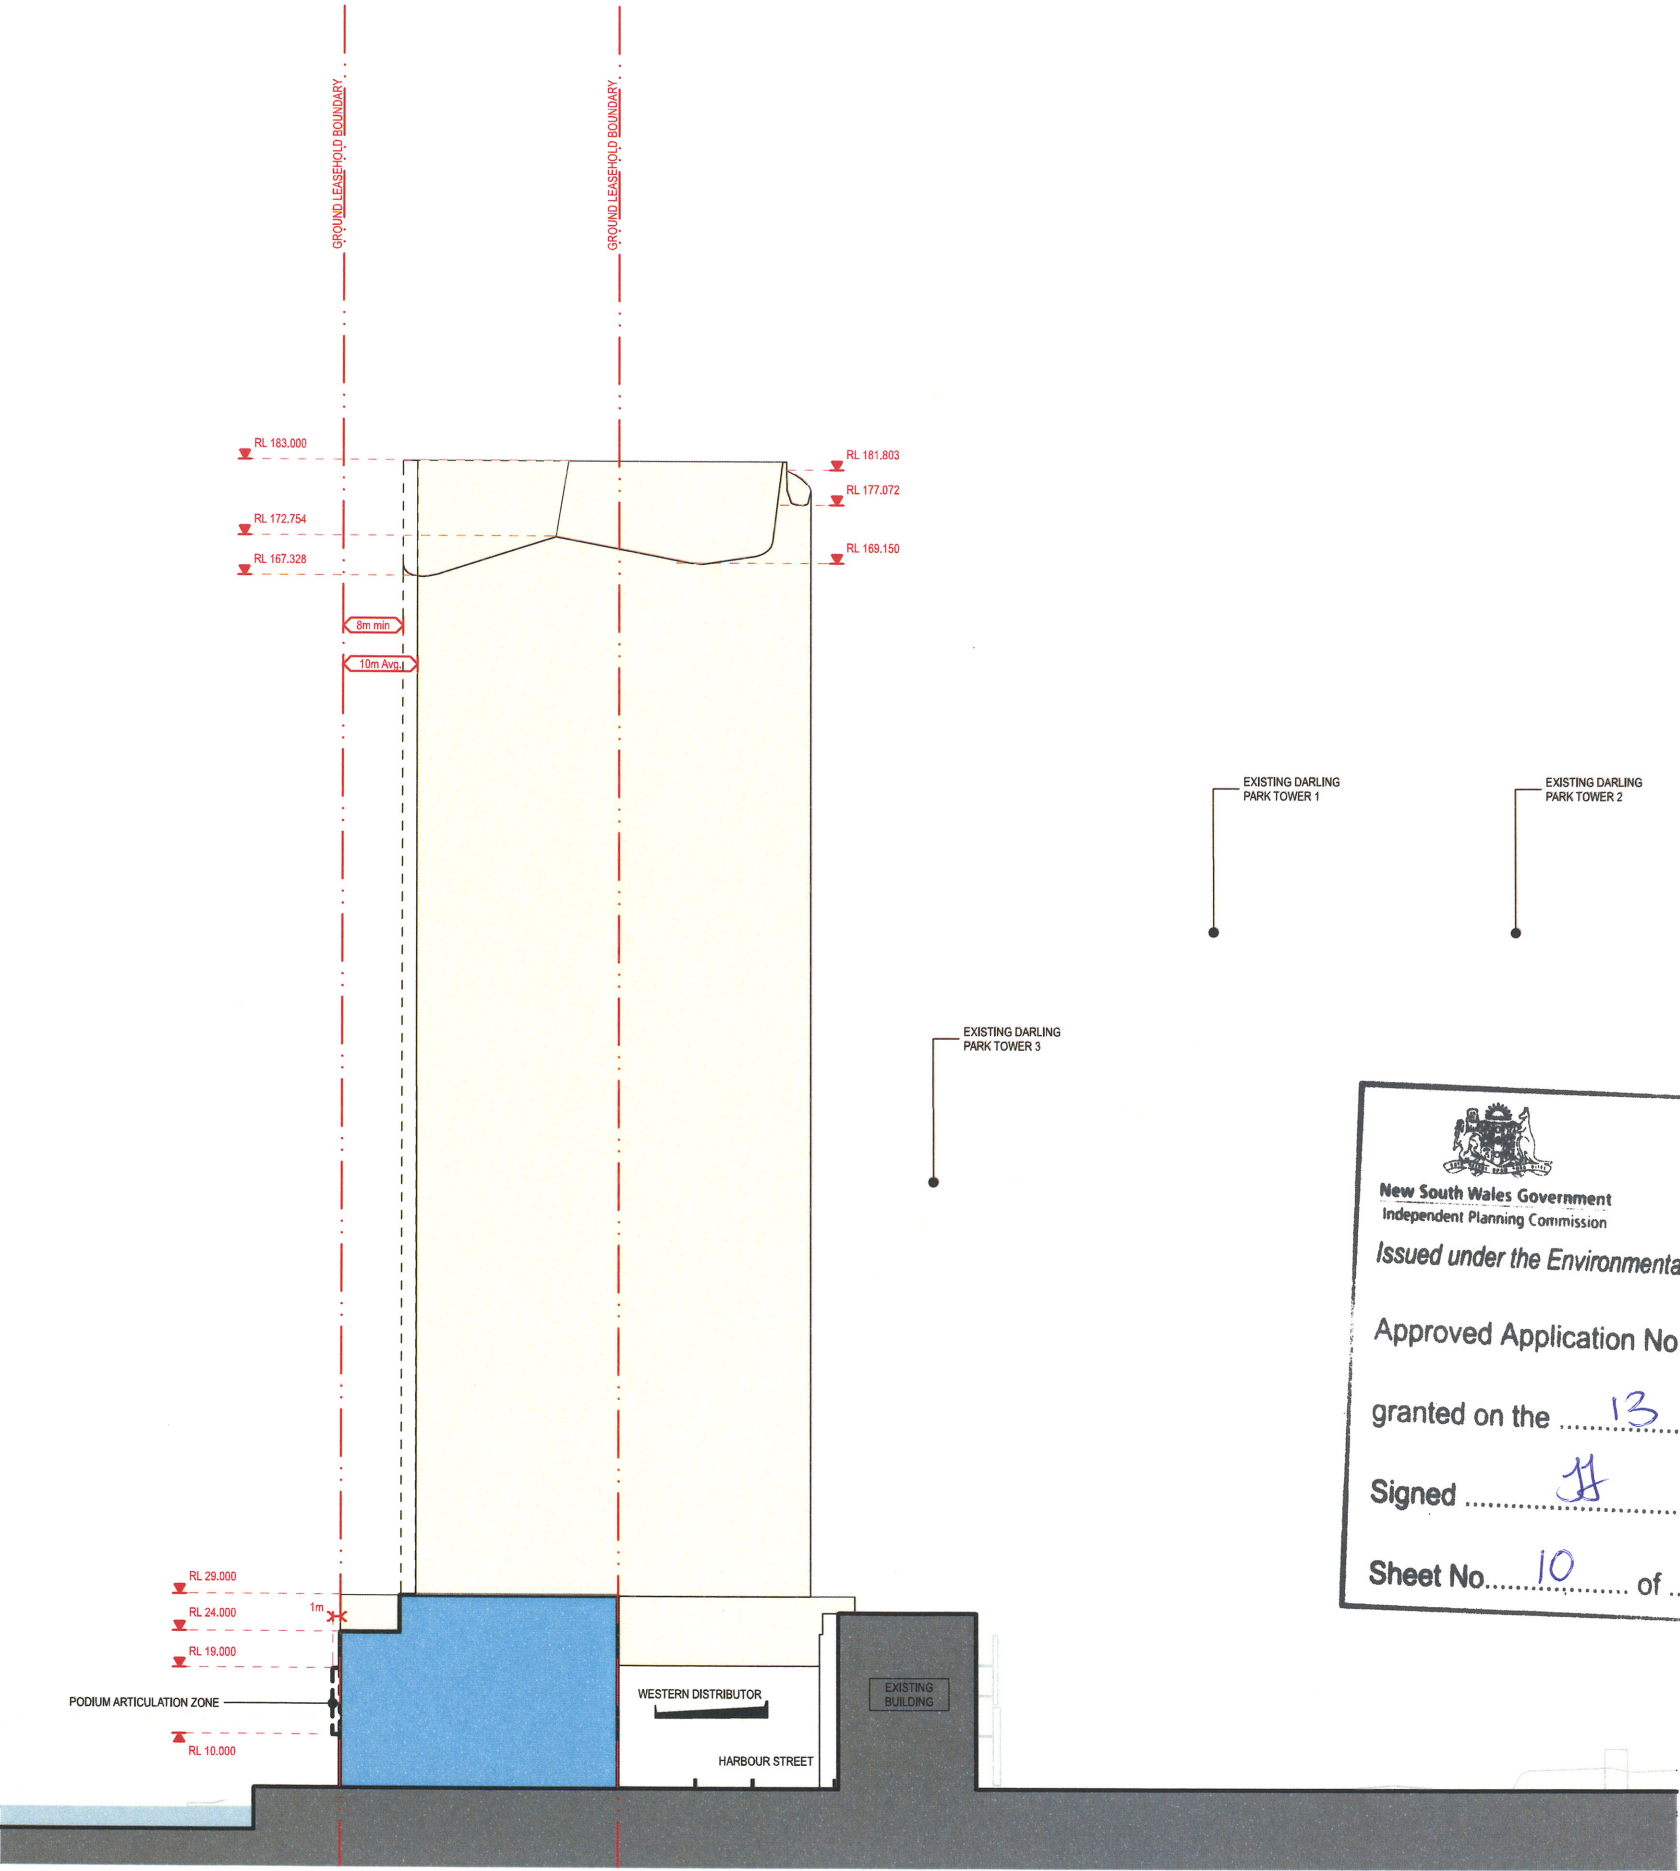 GROUND LEASEHOLD BOUNDARY
GROUND LEASEHOLD BOUNDARY
RL 183.000
RL 181.803
RL 177.072
RL 172.754
RL 169.150
RL 167.328
8m min
10m Avg.
EXISTING DARLING
PARK TOWER 1
EXISTING DARLING
PARK TOWER 2
EXISTING DARLING
PARK TOWER 3
New South Wales Government
Independent Planning Commission
Issued under the Environmenta
Approved Application No
granted on the 13
Signed
Sheet No. 10 of
RL 29.000
1m
RL 24.000
RL 19.000
PODIUM ARTICULATION ZONE
RL 10.000
WESTERN DISTRIBUTOR
HARBOUR STREET
EXISTING
BUILDING